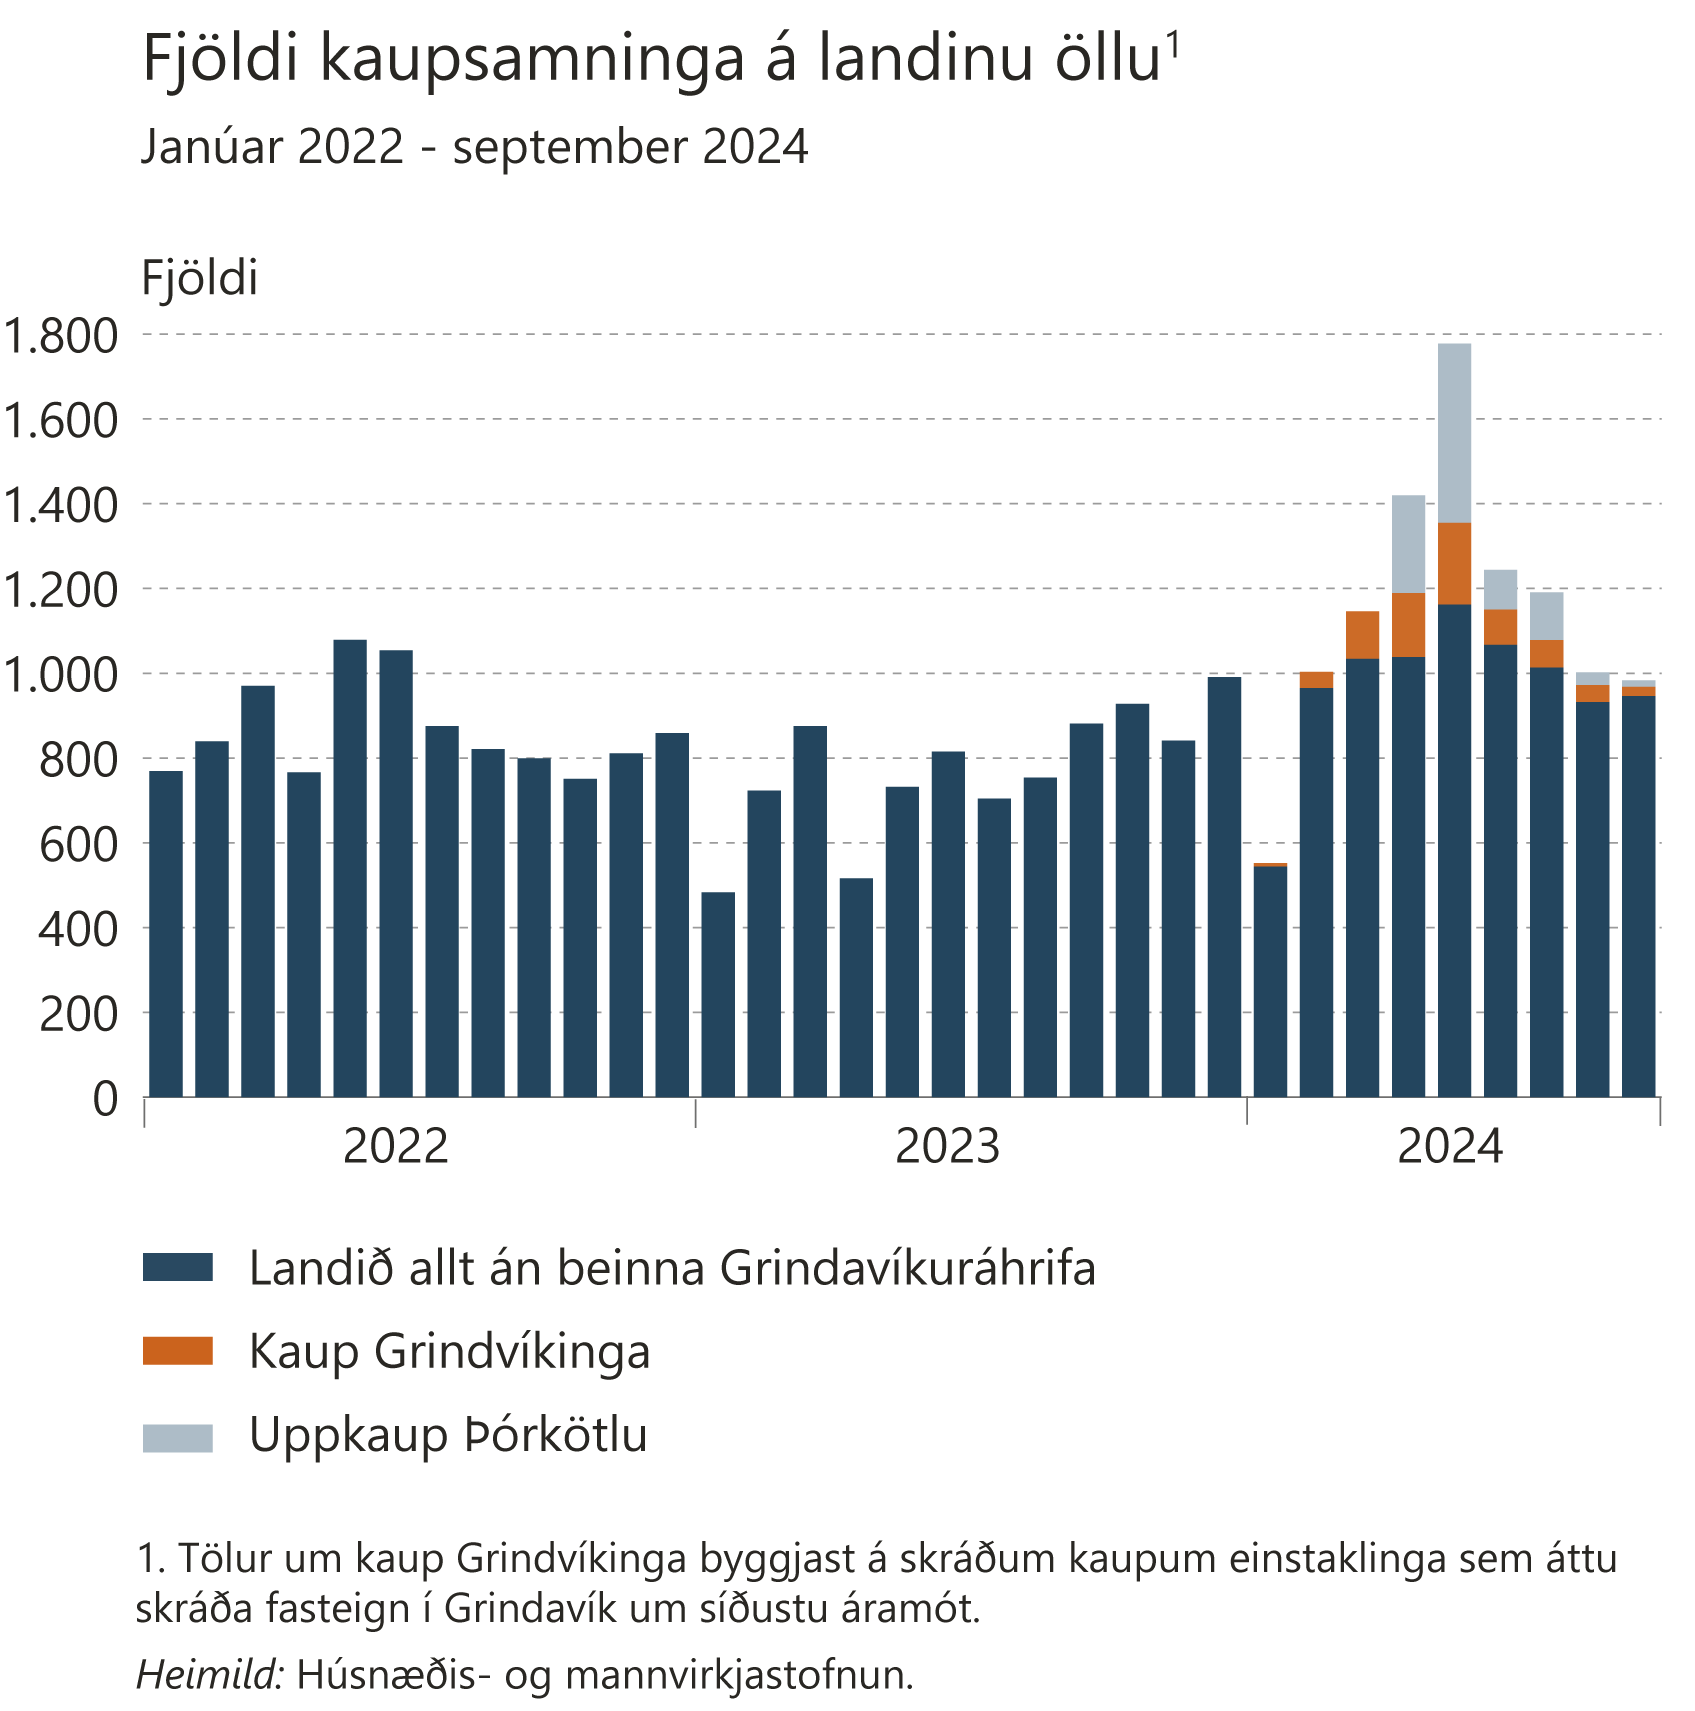 Fjöldi kaupsamninga á landinu öllu¹
Janúar 2022 - september 2024
Fjöldi
1.800
1.600
1.400
1.200
1.000
800
600
400
200
0
2022 2023 2024
Landið allt án beinna Grindavíkuráhrifa
Kaup Grindvíkinga
Uppkaup Þórkötlu
1. Tölur um kaup Grindvíkinga byggjast á skráðum kaupum einstaklinga sem áttu
skráða fasteign í Grindavík um síðustu áramót.
Heimild: Húsnæðis- og mannvirkjastofnun.